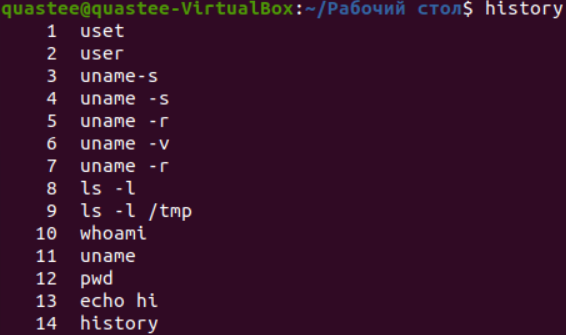 quastee@quastee-VirtualBox:~/Рабочий стол$ history
1 uset
2 user
3 uname-s
4 uname -s
5 uname -r
6 uname -v
7 uname -r
8 ls -l
9 ls -l /tmp
10 whoami
11 uname
12 pwd
13 echo hi
14 history